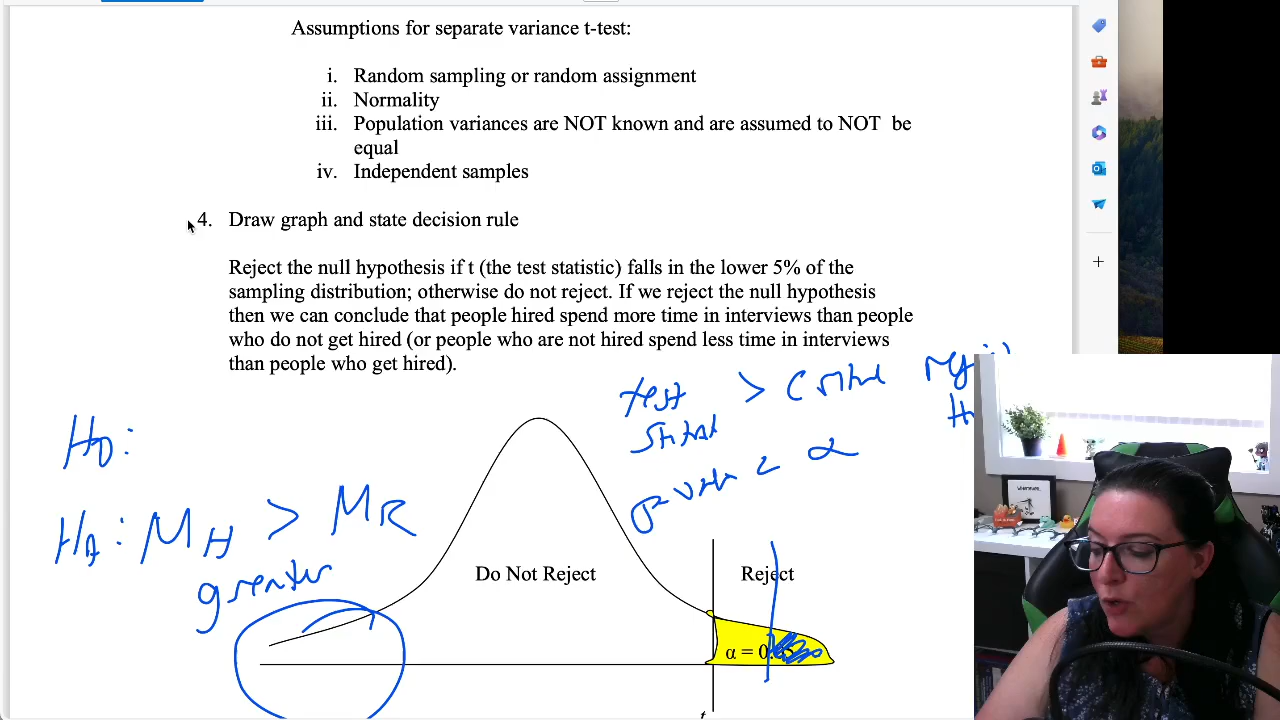 Assumptions for separate variance t-test:
i. Random sampling or random assignment
ii. Normality
iii. Population variances are NOT known and are assumed to NOT be
equal
iv. Independent samples
4. Draw graph and state decision rule
Reject the null hypothesis if t (the test statistic) falls in the lower 5% of the
sampling distribution; otherwise do not reject. If we reject the null hypothesis
then we can conclude that people hired spend more time in interviews than people
who do not get hired (or people who are not hired spend less time in interviews
than people who get hired).
test >
H0:
< α
HA: MH > MR
greater
Do Not Reject
Reject
α = 0.
t